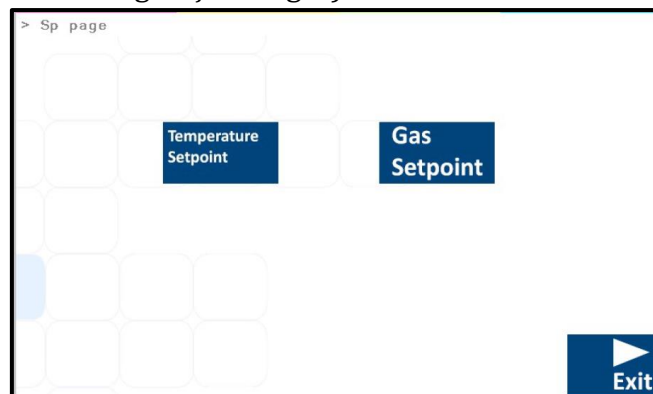 > Sp page
Temperature
Setpoint
Gas
Setpoint
Exit